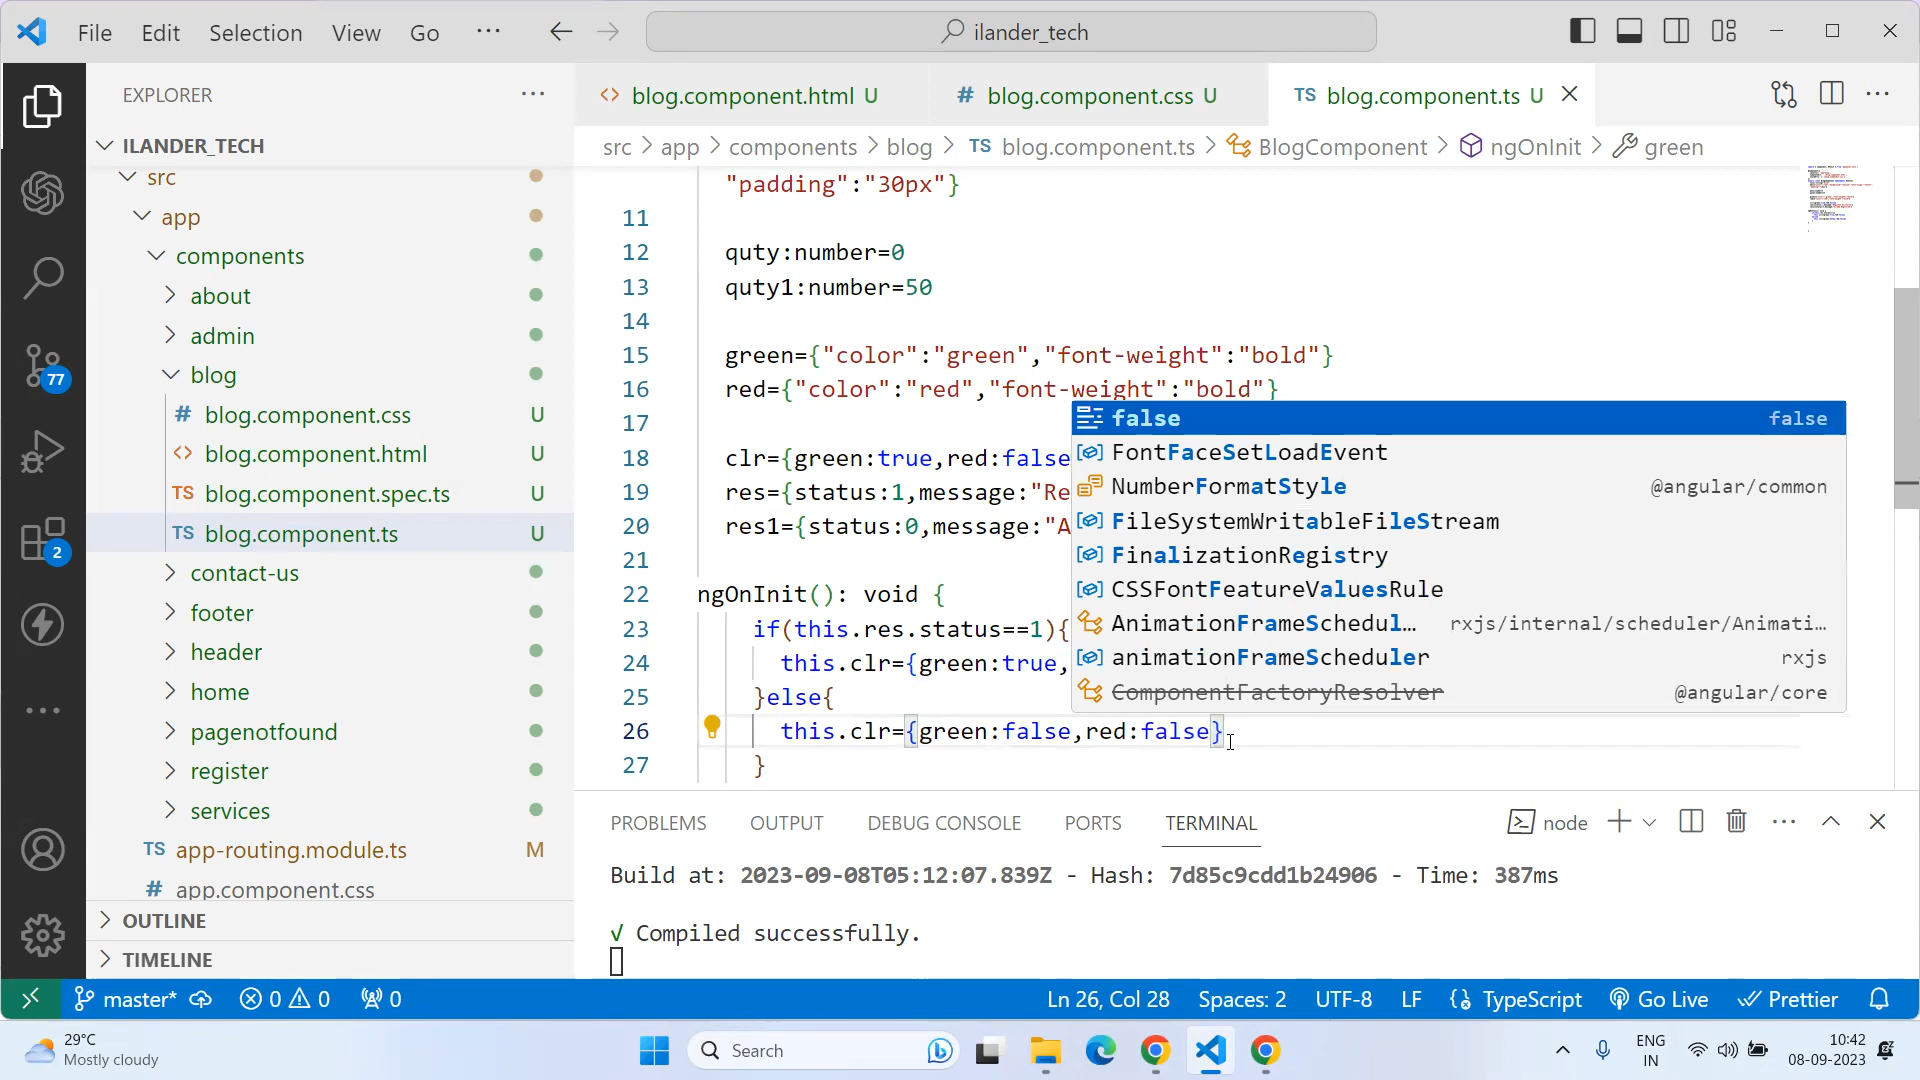 File Edit Selection View Go ··· ilander_tech
EXPLORER
ILANDER_TECH
src
app
components
about
admin
blog
blog.component.css U
blog.component.html U
blog.component.spec.ts U
blog.component.ts U
contact-us
footer
header
home
pagenotfound
register
services
TS app-routing.module.ts M
# app.component.css
OUTLINE
TIMELINE
77
2
<> blog.component.html U # blog.component.css U TS blog.component.ts U
src > app > components > blog > TS blog.component.ts > BlogComponent > ngOnInit > green
"padding":"30px"}
11
12 quty:number=0
13 quty1:number=50
14
15 green={"color":"green","font-weight":"bold"}
16 red={"color":"red","font-weight":"bold"}
17
18 clr={green:true,red:false
19 res={status:1,message:"Re
20 res1={status:0,message:"A
21
22 ngOnInit(): void {
23 if(this.res.status==1){
24 this.clr={green:true,
25 }else{
26 this.clr={green:false,red:false}
27 }
false false
FontFaceSetLoadEvent
NumberFormatStyle @angular/common
FileSystemWritableFileStream
FinalizationRegistry
CSSFontFeatureValuesRule
AnimationFrameSchedul… rxjs/internal/scheduler/Animati…
animationFrameScheduler rxjs
ComponentFactoryResolver @angular/core
PROBLEMS OUTPUT DEBUG CONSOLE PORTS TERMINAL node
Build at: 2023-09-08T05:12:07.839Z - Hash: 7d85c9cdd1b24906 - Time: 387ms
√ Compiled successfully.
master* 0 0 0 Ln 26, Col 28 Spaces: 2 UTF-8 LF TypeScript Go Live Prettier
29°C
Mostly cloudy
Search
ENG
IN
10:42
08-09-2023